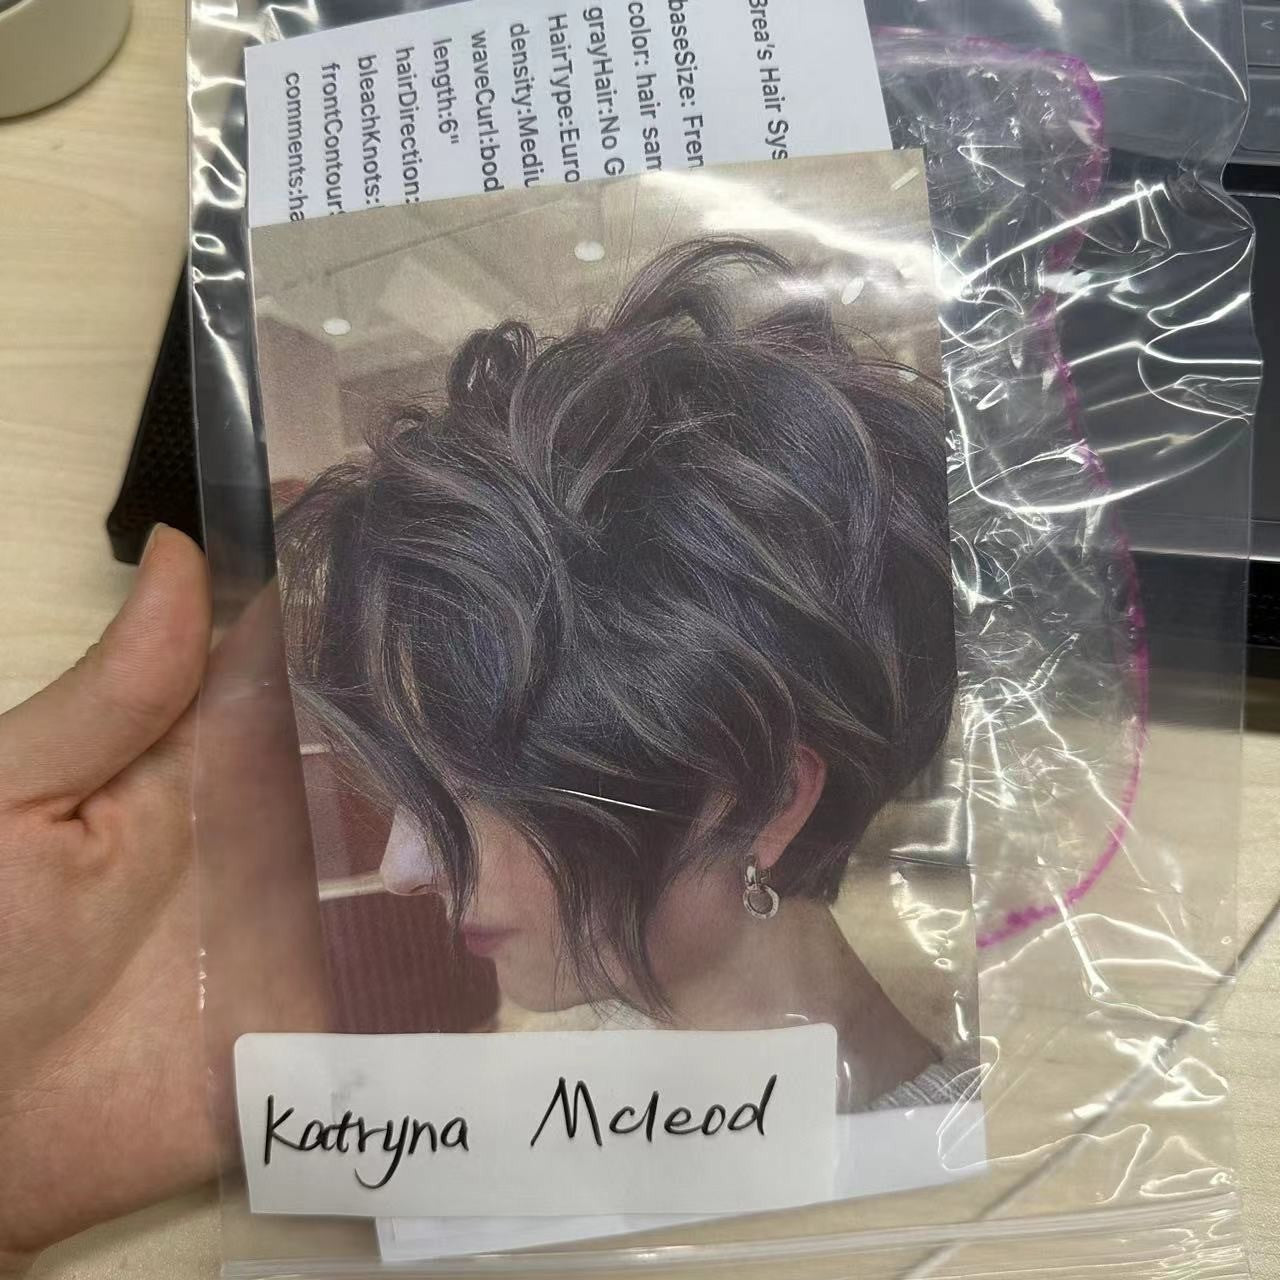 Brea's Hair Sys
baseSize: Fren
color: hair sam
grayHair:No G
HairType:Euro
density:Mediu
waveCurl:bod
length:6"
hairDirection:
bleachKnots:
frontContour:
comments:ha
Katryna Mcleod